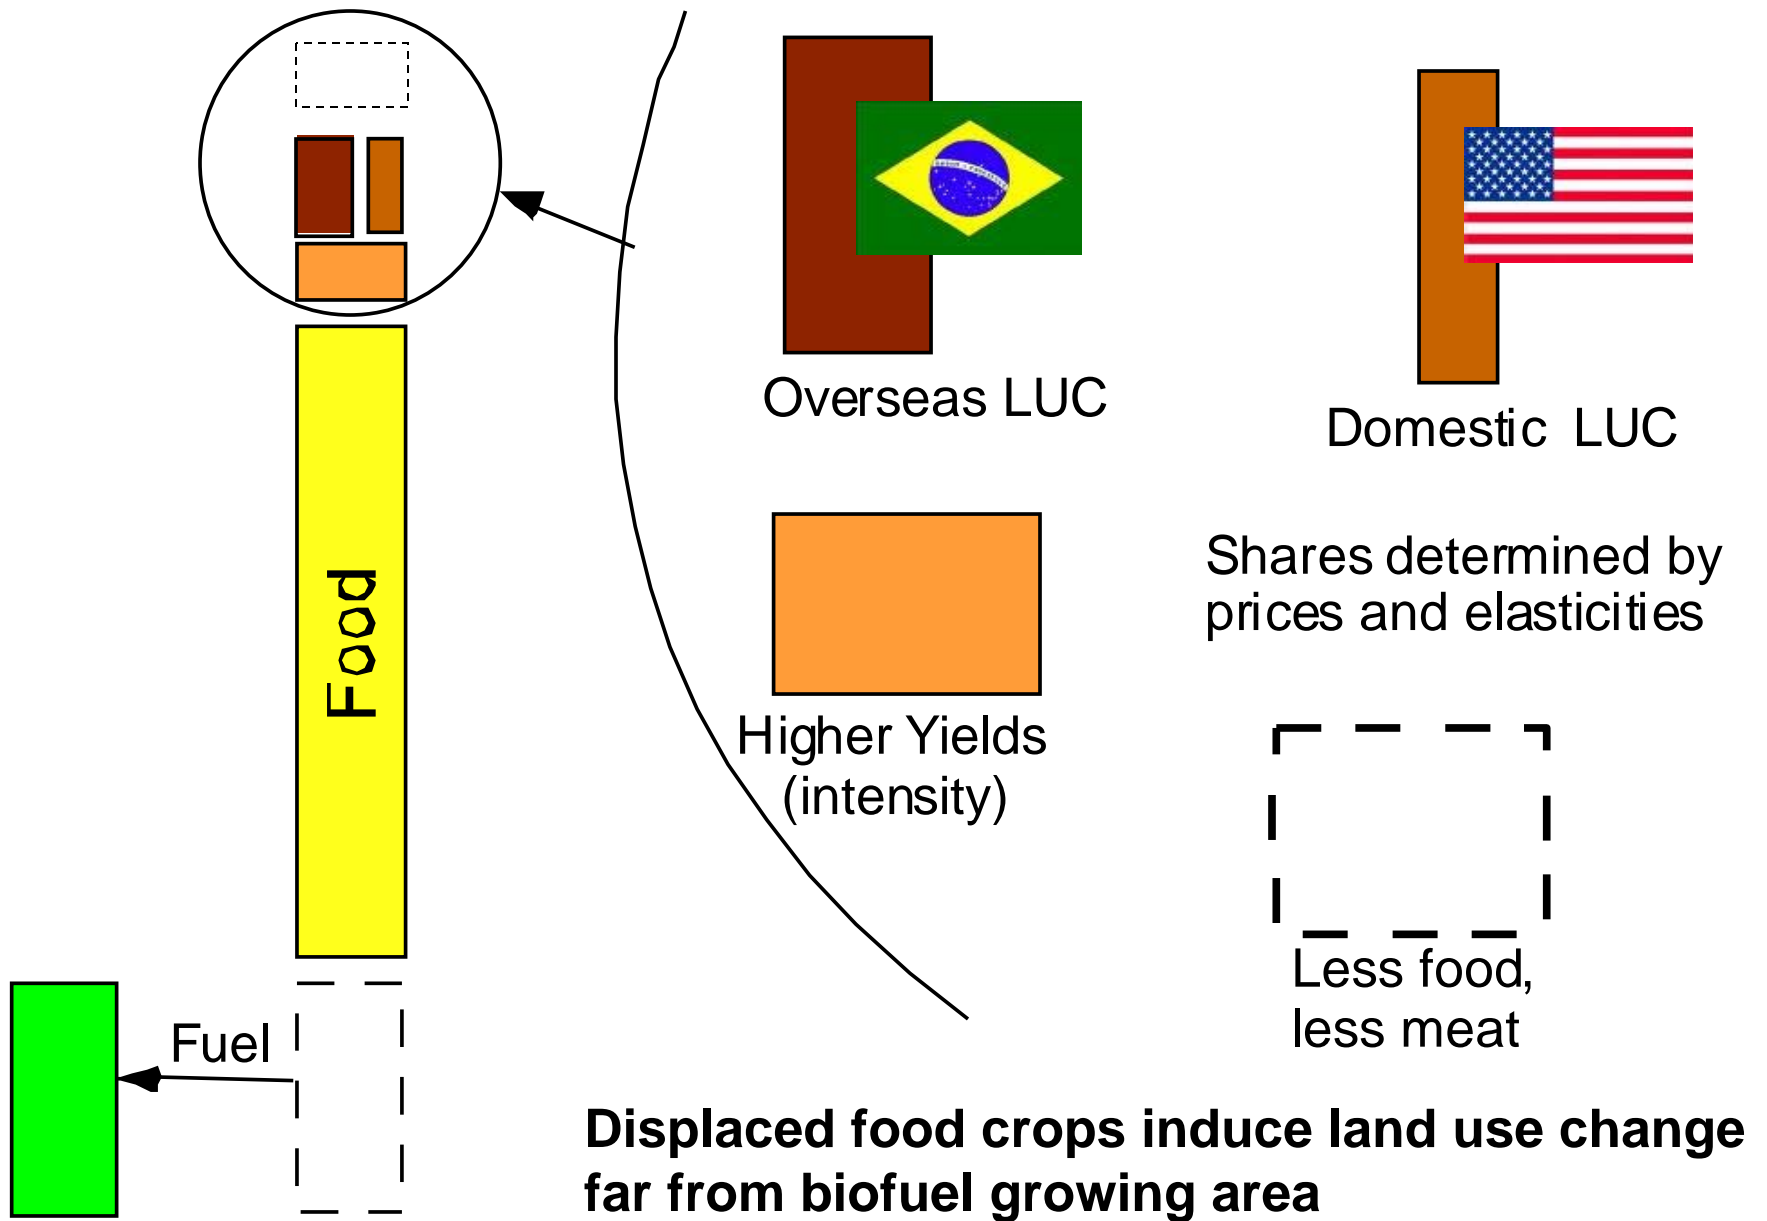 Overseas LUC
Domestic LUC
Food
Shares determined by
prices and elasticities
Higher Yields
(intensity)
Less food,
less meat
Fuel
Displaced food crops induce land use change
far from biofuel growing area